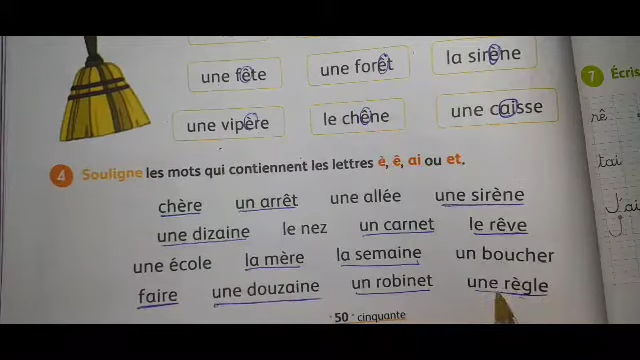 une fête une forêt la sirène
une vipère le chêne une caisse
4 Souligne les mots qui contiennent les lettres è, ê, ai ou et.
chère un arrêt une allée une sirène
une dizaine le nez un carnet le rêve
une école la mère la semaine un boucher
faire une douzaine un robinet une règle
50 cinquante
7 Écris
rê
tai
J'ai